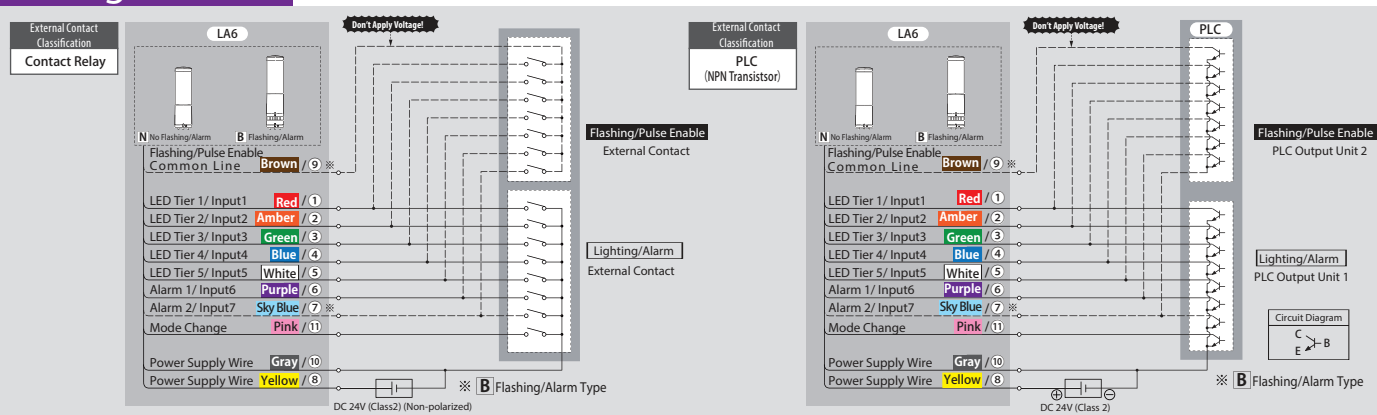 External Contact
Classification
Contact Relay
LA6
Don't Apply Voltage!
N No Flashing/Alarm
B Flashing/Alarm
Flashing/Pulse Enable
Common Line Brown / 9 ※
LED Tier 1/ Input1 Red / 1
LED Tier 2/ Input2 Amber / 2
LED Tier 3/ Input3 Green / 3
LED Tier 4/ Input4 Blue / 4
LED Tier 5/ Input5 White / 5
Alarm 1/ Input6 Purple / 6
Alarm 2/ Input7 Sky Blue / 7 ※
Mode Change Pink / 11
Power Supply Wire Gray / 10
Power Supply Wire Yellow / 8
DC 24V (Class2) (Non-polarized)
Flashing/Pulse Enable
External Contact
Lighting/Alarm
External Contact
※ B Flashing/Alarm Type
External Contact
Classification
PLC
(NPN Transistsor)
LA6
Don't Apply Voltage!
PLC
N No Flashing/Alarm
B Flashing/Alarm
Flashing/Pulse Enable
Common Line Brown / 9 ※
LED Tier 1/ Input1 Red / 1
LED Tier 2/ Input2 Amber / 2
LED Tier 3/ Input3 Green / 3
LED Tier 4/ Input4 Blue / 4
LED Tier 5/ Input5 White / 5
Alarm 1/ Input6 Purple / 6
Alarm 2/ Input7 Sky Blue / 7 ※
Mode Change Pink / 11
Power Supply Wire Gray / 10
Power Supply Wire Yellow / 8
⊕ ⊖
DC 24V (Class 2)
Flashing/Pulse Enable
PLC Output Unit 2
Lighting/Alarm
PLC Output Unit 1
Circuit Diagram
C
B
E
※ B Flashing/Alarm Type